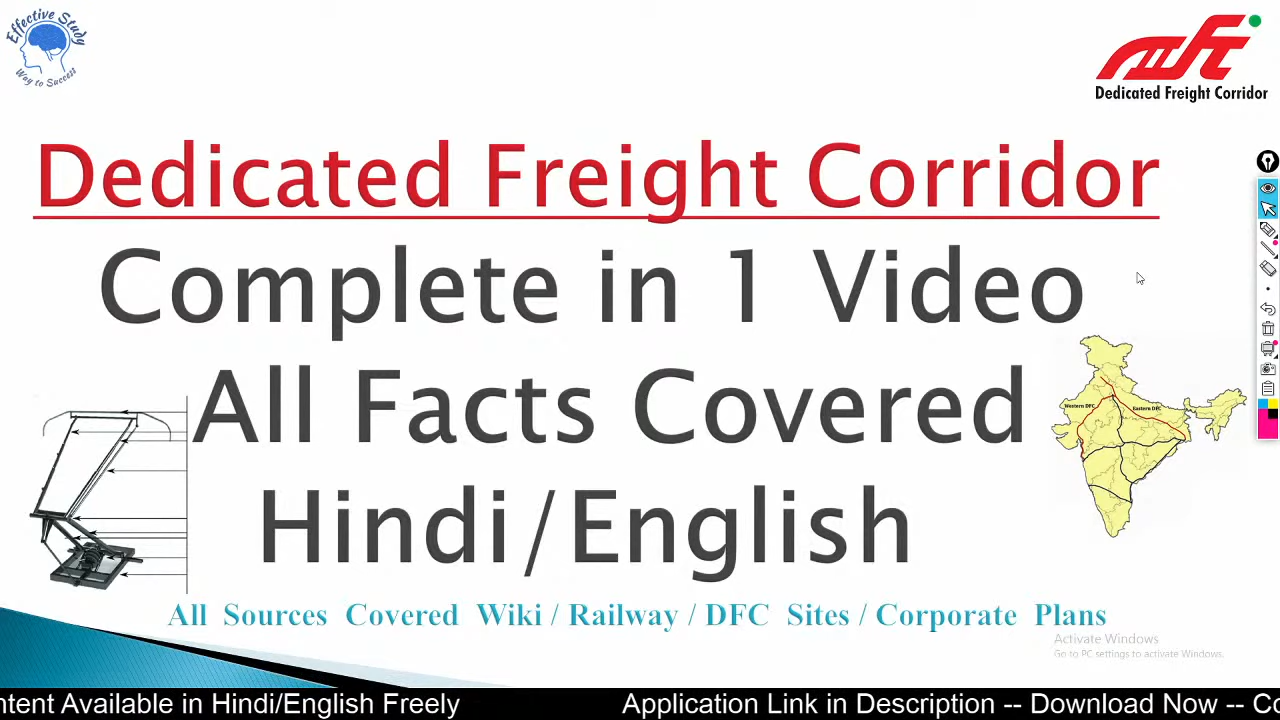 Effective Study
Way to Success
Dedicated Freight Corridor
Dedicated Freight Corridor
Complete in 1 Video
All Facts Covered
Hindi/English
Western DFC
Eastern DFC
All Sources Covered Wiki / Railway / DFC Sites / Corporate Plans
Activate Windows
Go to PC settings to activate Windows.
ntent Available in Hindi/English Freely Application Link in Description -- Download Now -- Co